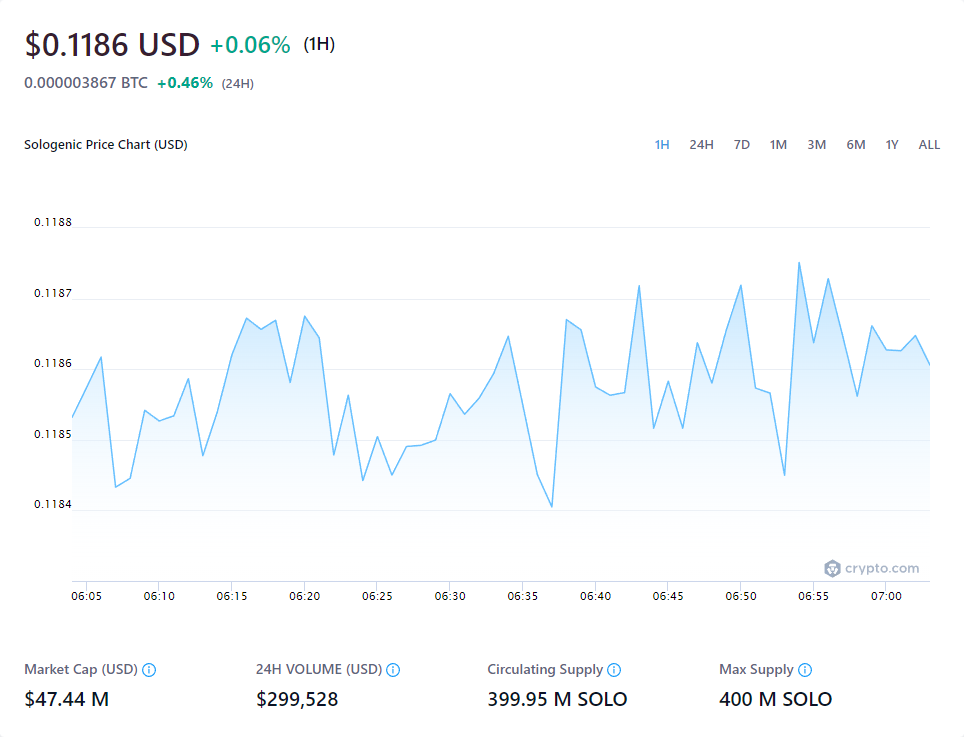 $0.1186 USD +0.06% (1H)
0.000003867 BTC +0.46% (24H)
Sologenic Price Chart (USD) 1H 24H 7D 1M 3M 6M 1Y ALL
0.1188
0.1187
0.1186
0.1185
0.1184
crypto.com
06:05 06:10 06:15 06:20 06:25 06:30 06:35 06:40 06:45 06:50 06:55 07:00
Market Cap (USD) 24H VOLUME (USD) Circulating Supply Max Supply
$47.44 M $299,528 399.95 M SOLO 400 M SOLO